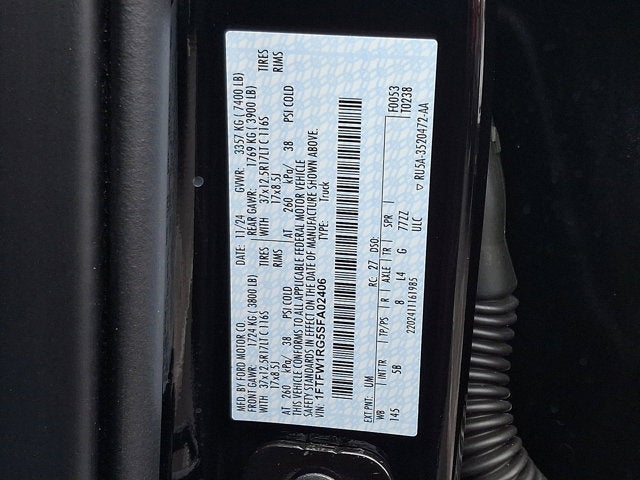 MFD. BY FORD MOTOR CO. DATE: 11/24 GVWR: 3357 KG ( 7400 LB)
FRONT GAWR: 1724 KG ( 3800 LB) REAR GAWR: 1769 KG ( 3900 LB)
WITH 37x12.5R17LT C 116S TIRES WITH 37x12.5R17LT C 116S TIRES
17x8.5J RIMS 17x8.5J RIMS
AT 260 kPa/ 38 PSI COLD AT 260 kPa/ 38 PSI COLD
THIS VEHICLE CONFORMS TO ALL APPLICABLE FEDERAL MOTOR VEHICLE
SAFETY STANDARDS IN EFFECT ON THE DATE OF MANUFACTURE SHOWN ABOVE.
VIN: 1FTFW1RG5SFA02406 TYPE: Truck
F0053
T0238
EXT PNT: UM RC: 27 DSO:
WB INT TR TP/PS R AXLE TR SPR
145 5B 8 L4 G 77ZZ
ULC ▽ RU5A-3520472-AA
2202411161985